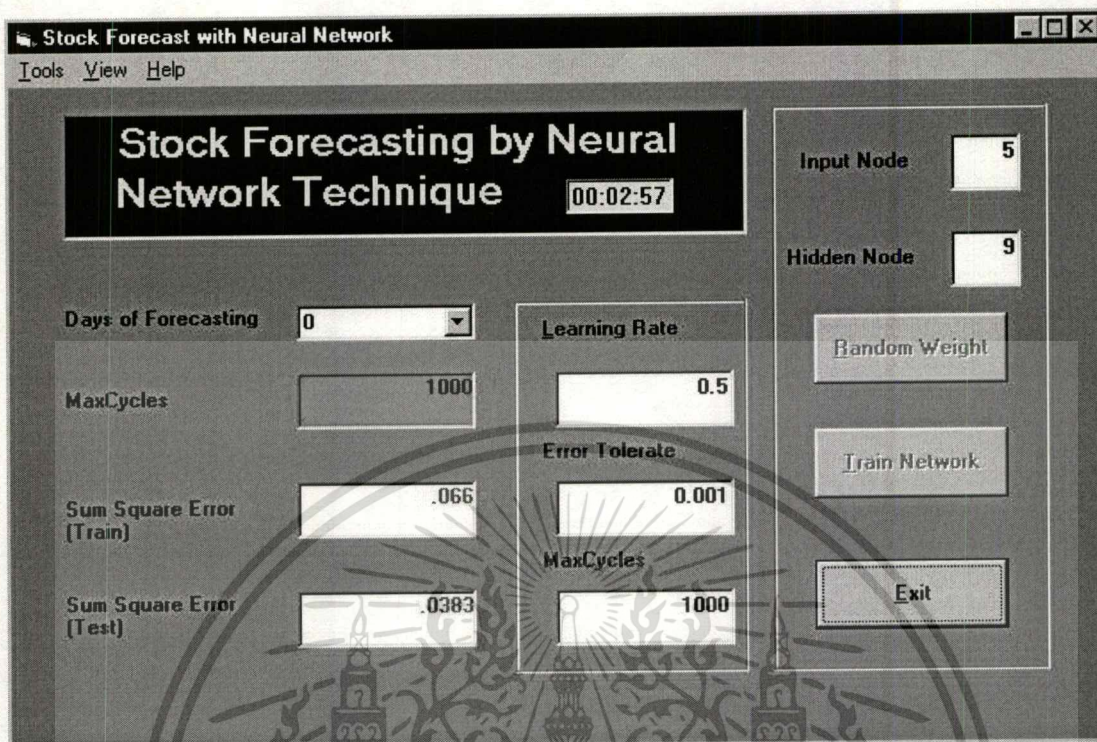 Stock Forecast with Neural Network
Tools View Help
Stock Forecasting by Neural
Network Technique
00:02:57
Input Node 5
Hidden Node 9
Days of Forecasting 0
MaxCycles 1000
Sum Square Error
(Train)
.066
Sum Square Error
(Test)
.0383
Learning Rate
0.5
Error Tolerate
0.001
MaxCycles
1000
Random Weight
Train Network
Exit